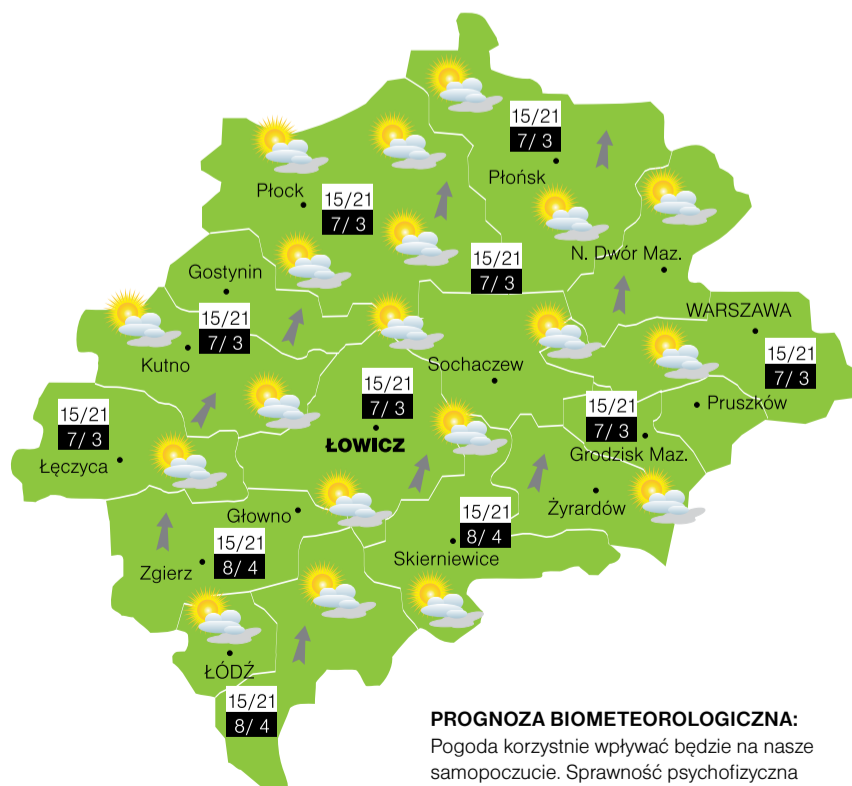 15/21
7/ 3
Płońsk
Płock
15/21
7/ 3
N. Dwór Maz.
15/21
7/ 3
Gostynin
15/21
7/ 3
Kutno
WARSZAWA
15/21
7/ 3
Sochaczew
15/21
7/ 3
ŁOWICZ
Pruszków
15/21
7/ 3
Grodzisk Maz.
15/21
7/ 3
Łęczyca
Żyrardów
Głowno
15/21
8/ 4
Skierniewice
15/21
8/ 4
Zgierz
ŁÓDŹ
15/21
8/ 4
PROGNOZA BIOMETEOROLOGICZNA:
Pogoda korzystnie wpływać będzie na nasze
samopoczucie. Sprawność psychofizyczna